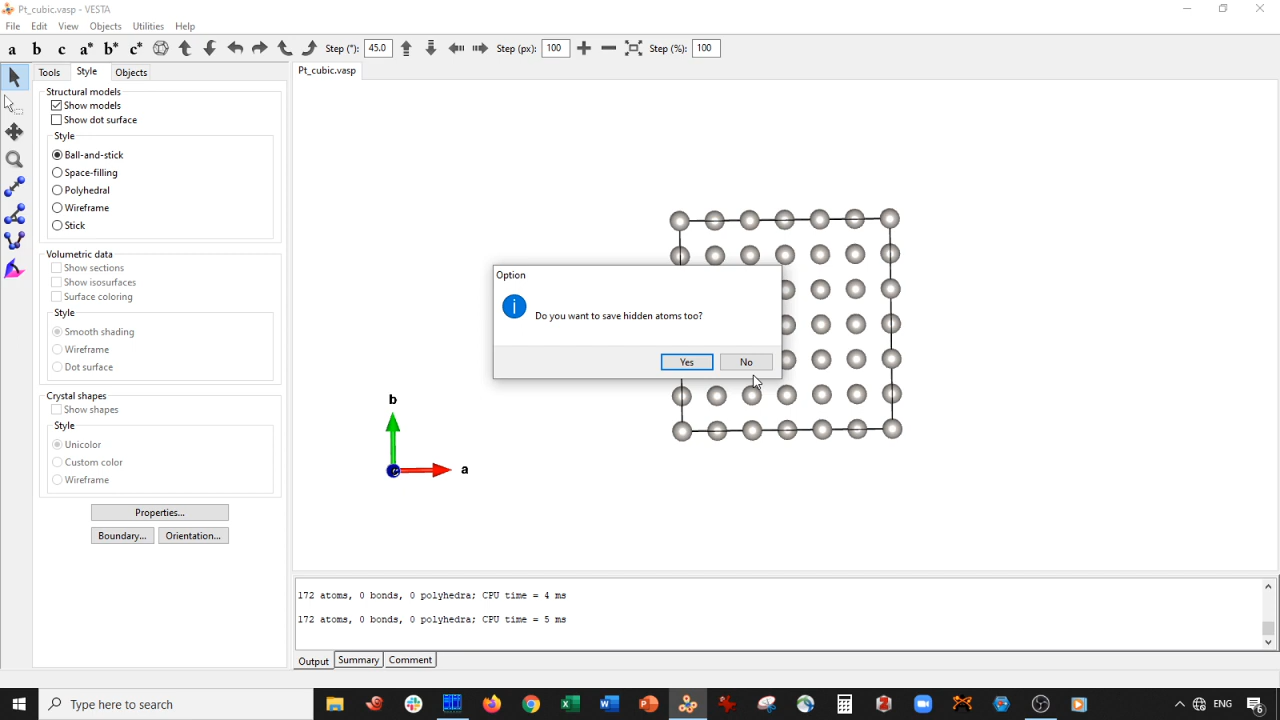 Pt_cubic.vasp - VESTA
File Edit View Objects Utilities Help
a b c a* b* c* Step (°): 45.0 Step (px): 100 Step (%): 100
Tools Style Objects
Pt_cubic.vasp
Structural models
Show models
Show dot surface
Style
Ball-and-stick
Space-filling
Polyhedral
Wireframe
Stick
Volumetric data
Show sections
Show isosurfaces
Surface coloring
Style
Smooth shading
Wireframe
Dot surface
Crystal shapes
Show shapes
Style
Unicolor
Custom color
Wireframe
Properties...
Boundary... Orientation...
Option
Do you want to save hidden atoms too?
Yes No
b
a
172 atoms, 0 bonds, 0 polyhedra; CPU time = 4 ms
172 atoms, 0 bonds, 0 polyhedra; CPU time = 5 ms
Output Summary Comment
Type here to search
ENG
6